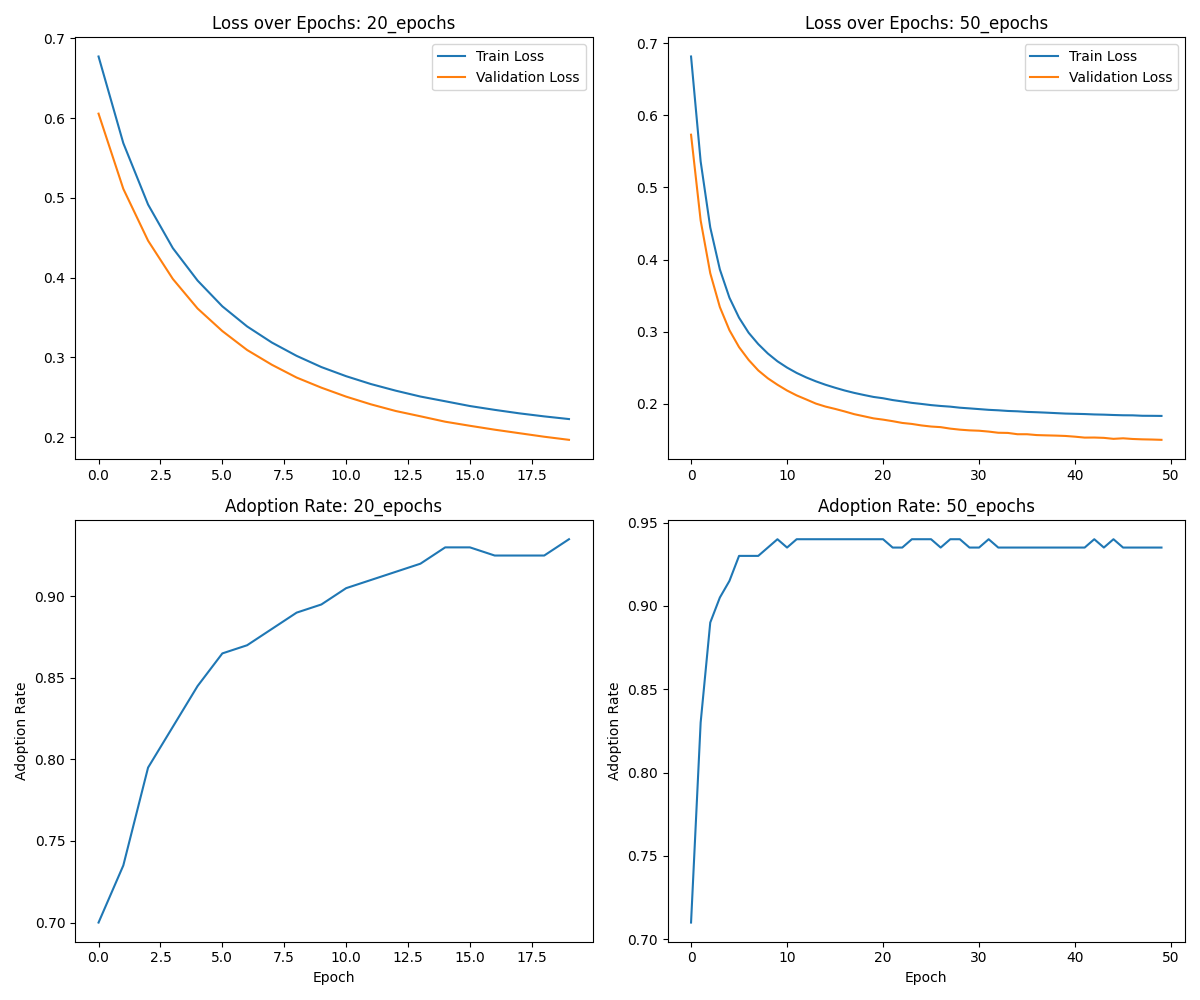 Loss over Epochs: 20_epochs
0.7
0.6
0.5
0.4
0.3
0.2
Train Loss
Validation Loss
0.0 2.5 5.0 7.5 10.0 12.5 15.0 17.5
Loss over Epochs: 50_epochs
0.7
0.6
0.5
0.4
0.3
0.2
Train Loss
Validation Loss
0 10 20 30 40 50
Adoption Rate: 20_epochs
Adoption Rate
0.90
0.85
0.80
0.75
0.70
0.0 2.5 5.0 7.5 10.0 12.5 15.0 17.5
Epoch
Adoption Rate: 50_epochs
Adoption Rate
0.95
0.90
0.85
0.80
0.75
0.70
0 10 20 30 40 50
Epoch